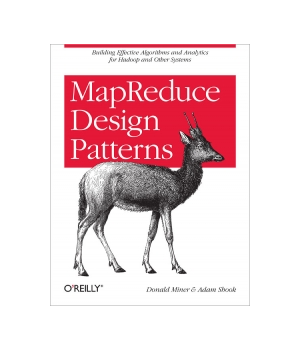 Building Effective Algorithms and Analytics
for Hadoop and Other Systems
MapReduce
Design
Patterns
O'REILLY®
Donald Miner & Adam Shook